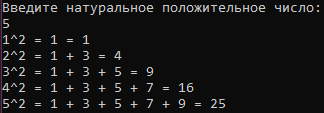 Введите натуральное положительное число:
5
1^2 = 1 = 1
2^2 = 1 + 3 = 4
3^2 = 1 + 3 + 5 = 9
4^2 = 1 + 3 + 5 + 7 = 16
5^2 = 1 + 3 + 5 + 7 + 9 = 25